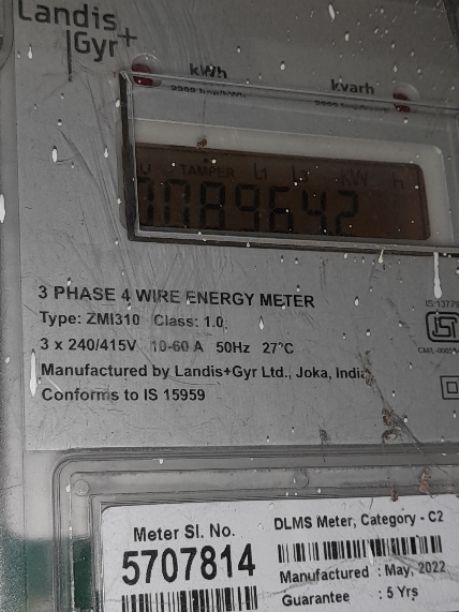 Landis
|Gyr+
kWh
kvarh
TAMPER L1 kW h
089642
3 PHASE 4 WIRE ENERGY METER
Type: ZMI310 Class: 1.0
3 x 240/415V 10-60 A 50Hz 27°C
Manufactured by Landis+Gyr Ltd., Joka, India
Conforms to IS 15959
Meter Sl. No.
5707814
DLMS Meter, Category - C2
Manufactured : May, 2022
Guarantee : 5 Yrs